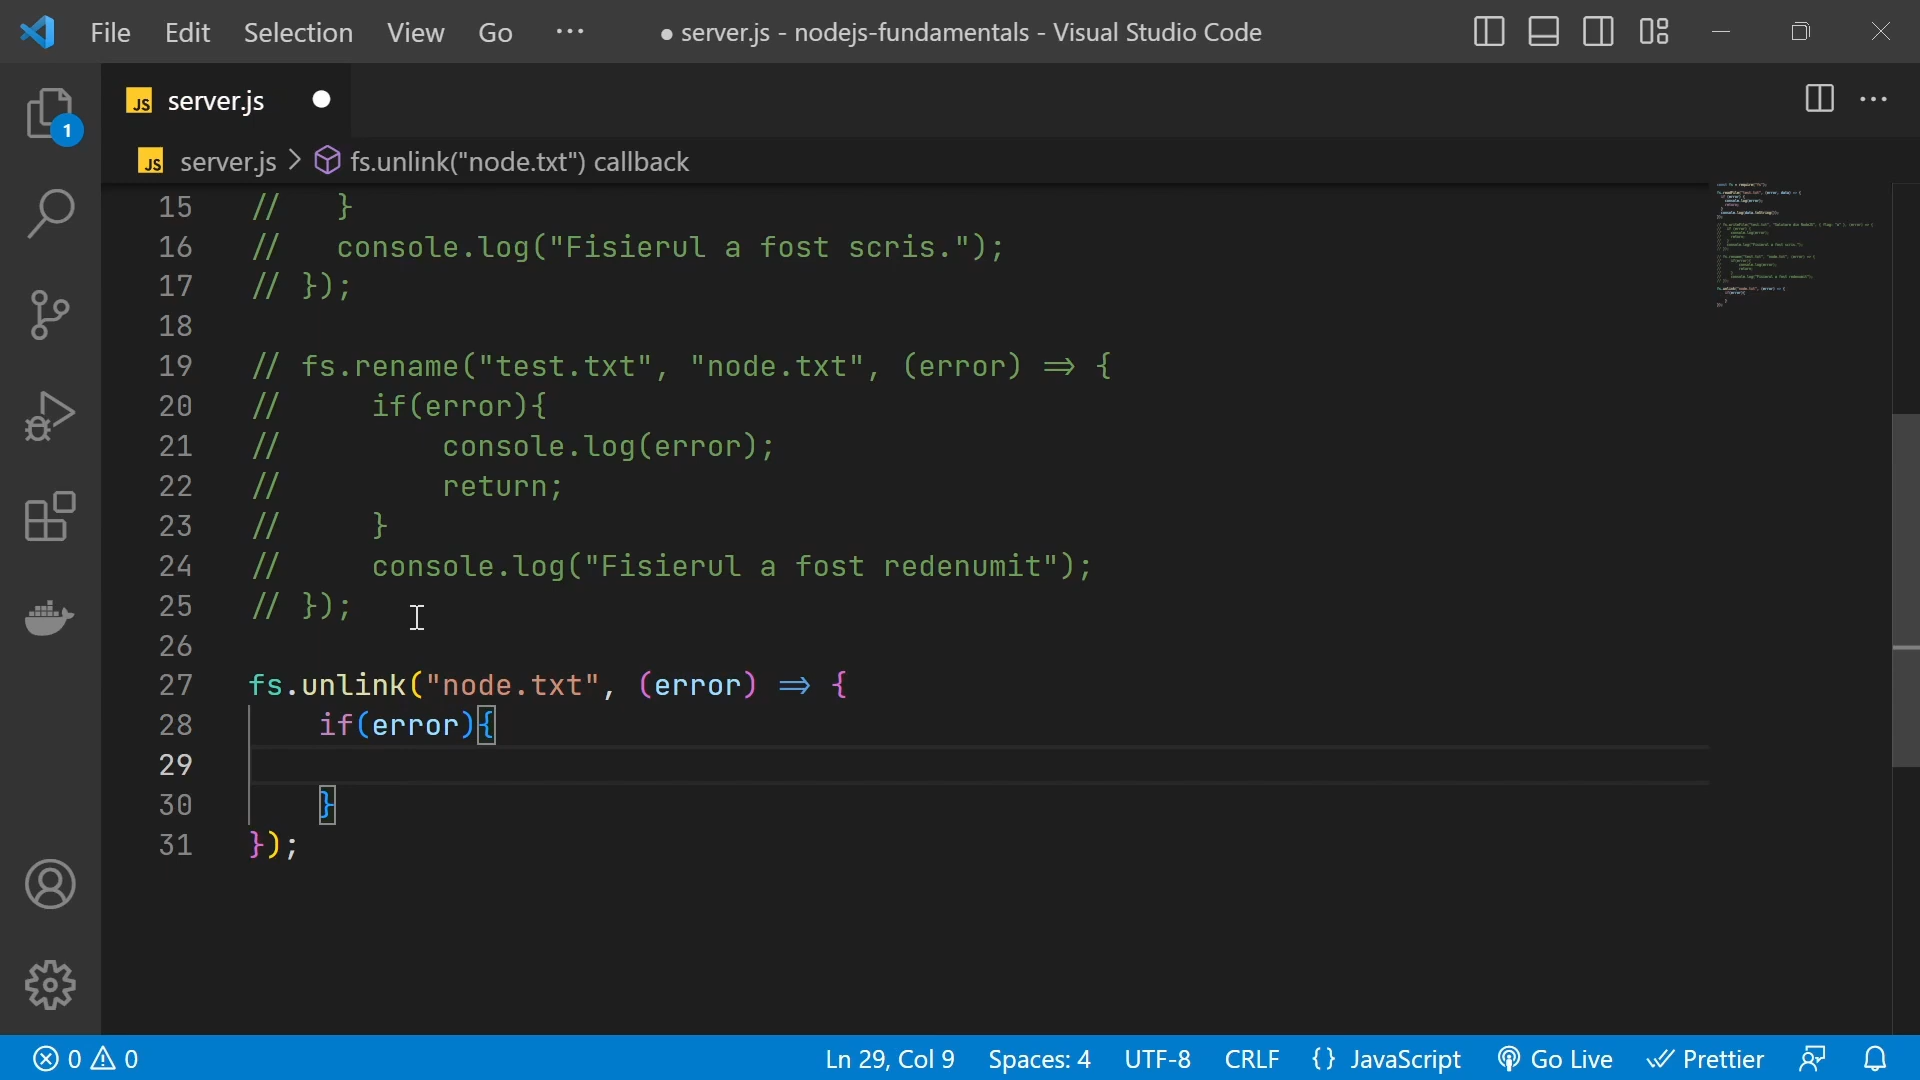 File Edit Selection View Go ··· ● server.js - nodejs-fundamentals - Visual Studio Code
JS server.js ●
JS server.js > fs.unlink("node.txt") callback
1
15 //   }
16 //   console.log("Fisierul a fost scris.");
17 // });
18
19 // fs.rename("test.txt", "node.txt", (error) => {
20 //     if(error){
21 //         console.log(error);
22 //         return;
23 //     }
24 //     console.log("Fisierul a fost redenumit");
25 // });
26
27 fs.unlink("node.txt", (error) => {
28     if(error){
29
30     }
31 });
0 0 Ln 29, Col 9 Spaces: 4 UTF-8 CRLF {} JavaScript Go Live Prettier